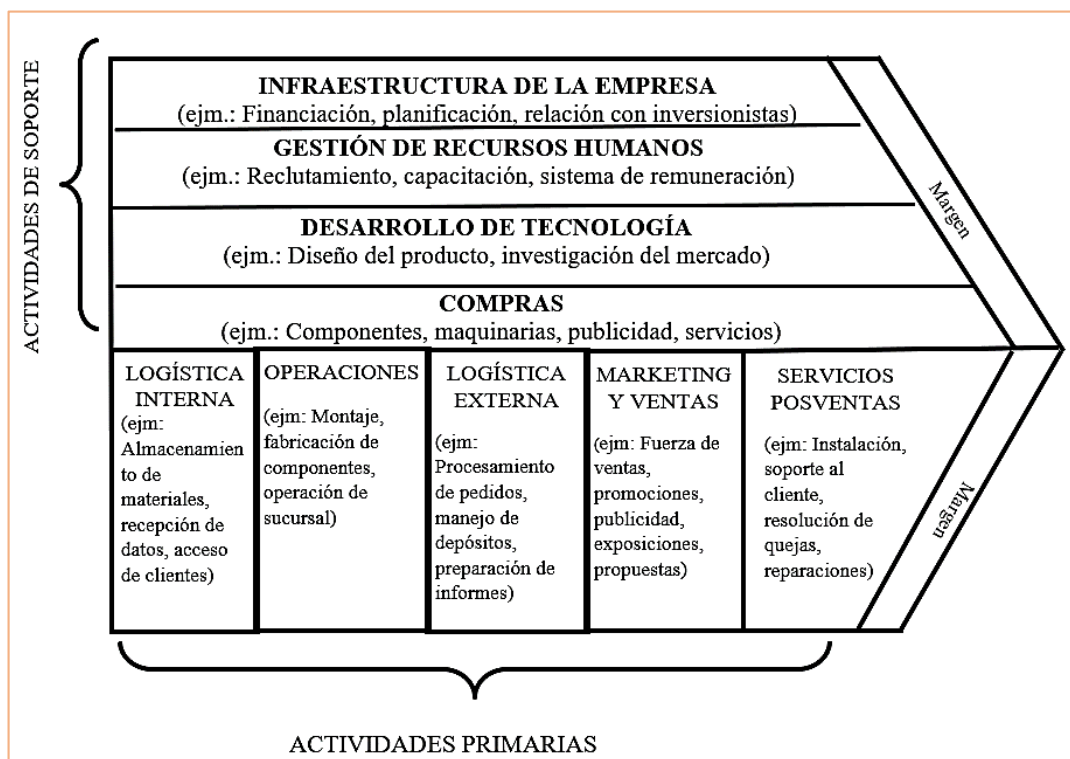 ACTIVIDADES DE SOPORTE
INFRAESTRUCTURA DE LA EMPRESA
(ejm.: Financiación, planificación, relación con inversionistas)
GESTIÓN DE RECURSOS HUMANOS
(ejm.: Reclutamiento, capacitación, sistema de remuneración)
DESARROLLO DE TECNOLOGÍA
(ejm.: Diseño del producto, investigación del mercado)
COMPRAS
(ejm.: Componentes, maquinarias, publicidad, servicios)
Margen
LOGÍSTICA
INTERNA
(ejm:
Almacenamie
nto de
materiales,
recepción de
datos, acceso
de clientes)
OPERACIONES
(ejm: Montaje,
fabricación de
componentes,
operación de
sucursal)
LOGÍSTICA
EXTERNA
(ejm:
Procesamiento
de pedidos,
manejo de
depósitos,
preparación de
informes)
MARKETING
Y VENTAS
(ejm: Fuerza de
ventas,
promociones,
publicidad,
exposiciones,
propuestas)
SERVICIOS
POSVENTAS
(ejm: Instalación,
soporte al
cliente,
resolución de
quejas,
reparaciones)
Margen
ACTIVIDADES PRIMARIAS